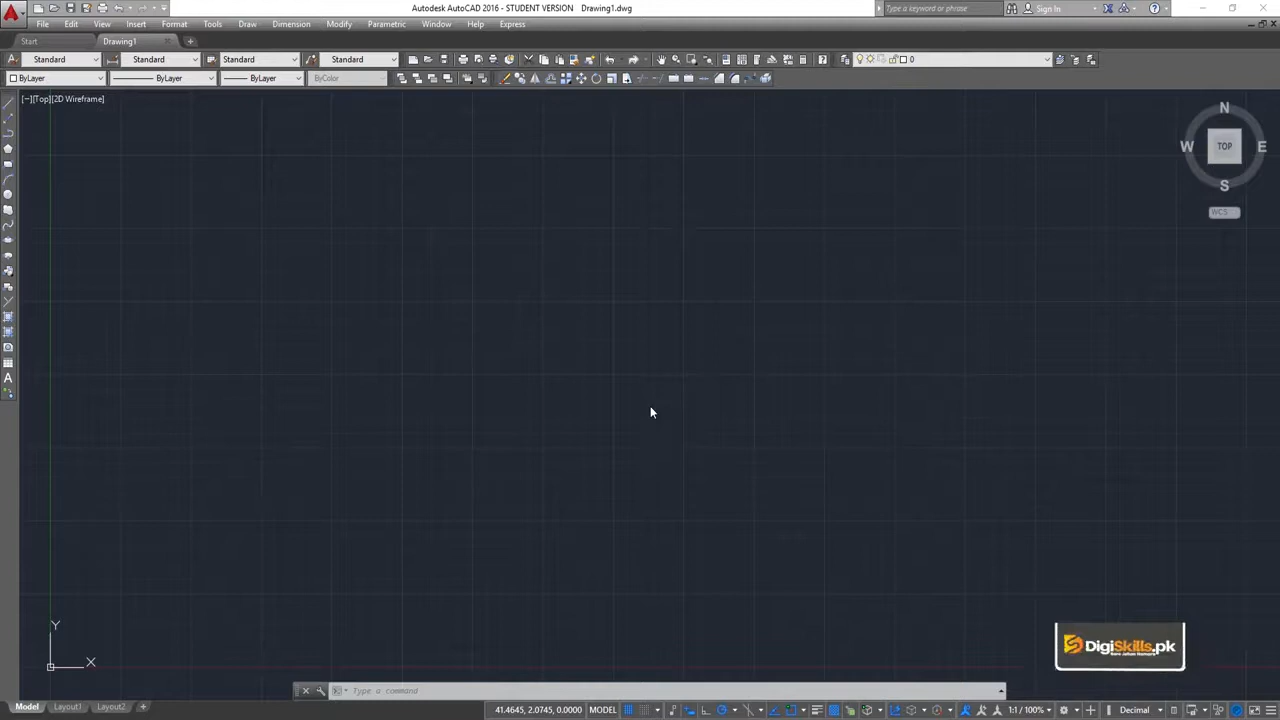 Autodesk AutoCAD 2016 - STUDENT VERSION Drawing1.dwg
Type a keyword or phrase
Sign In
File Edit View Insert Format Tools Draw Dimension Modify Parametric Window Help Express
Start
Drawing1
Standard Standard Standard Standard
0
ByLayer ByLayer ByLayer ByColor
[−][Top][2D Wireframe]
N
W TOP E
S
WCS
Y
X
DigiSkills.pk
Type a command
Model Layout1 Layout2
41.4645, 2.0745, 0.0000 MODEL
1:1 / 100%
Decimal